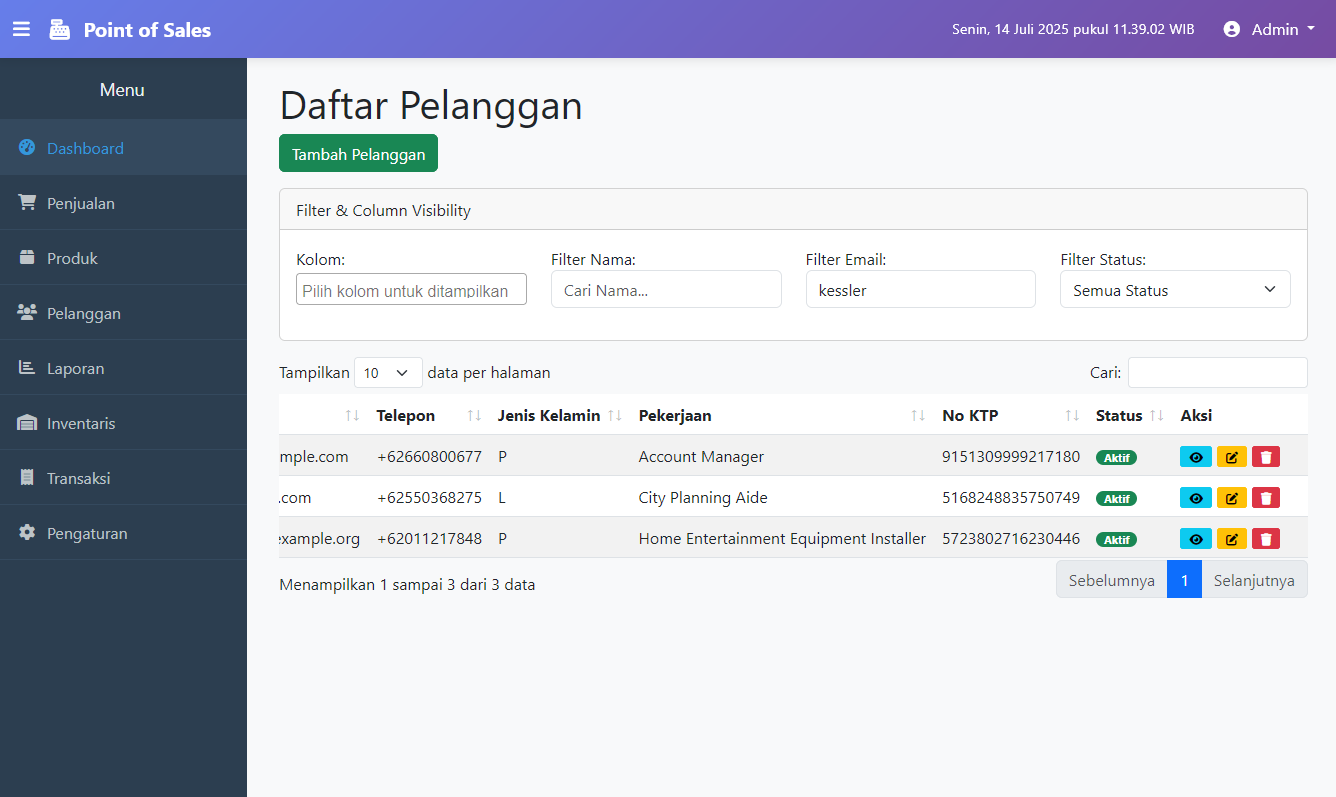 Point of Sales
Senin, 14 Juli 2025 pukul 11.39.02 WIB
Admin
Menu
Dashboard
Penjualan
Produk
Pelanggan
Laporan
Inventaris
Transaksi
Pengaturan
Daftar Pelanggan
Tambah Pelanggan
Filter & Column Visibility
Kolom: Filter Nama: Filter Email: Filter Status:
Pilih kolom untuk ditampilkan Cari Nama... kessler Semua Status
Tampilkan 10 data per halaman Cari:
Telepon Jenis Kelamin Pekerjaan No KTP Status Aksi
mple.com +62660800677 P Account Manager 9151309999217180 Aktif
.com +62550368275 L City Planning Aide 5168248835750749 Aktif
example.org +62011217848 P Home Entertainment Equipment Installer 5723802716230446 Aktif
Menampilkan 1 sampai 3 dari 3 data Sebelumnya 1 Selanjutnya